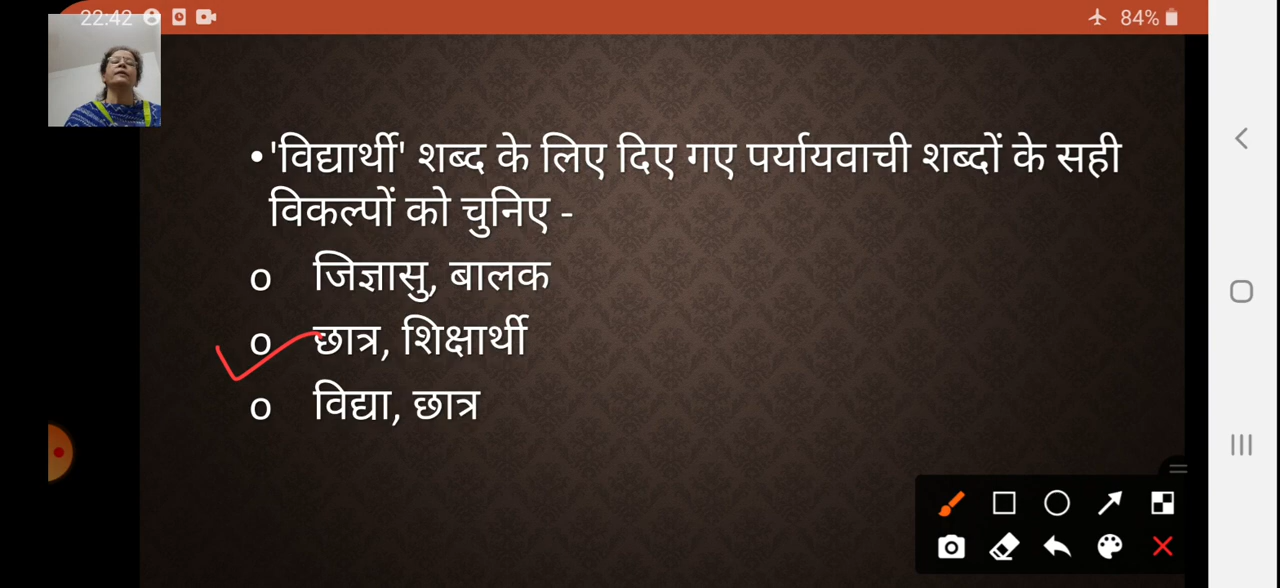 22:42
84%
•'विद्यार्थी' शब्द के लिए दिए गए पर्यायवाची शब्दों के सही
विकल्पों को चुनिए -
o जिज्ञासु, बालक
o छात्र, शिक्षार्थी
o विद्या, छात्र